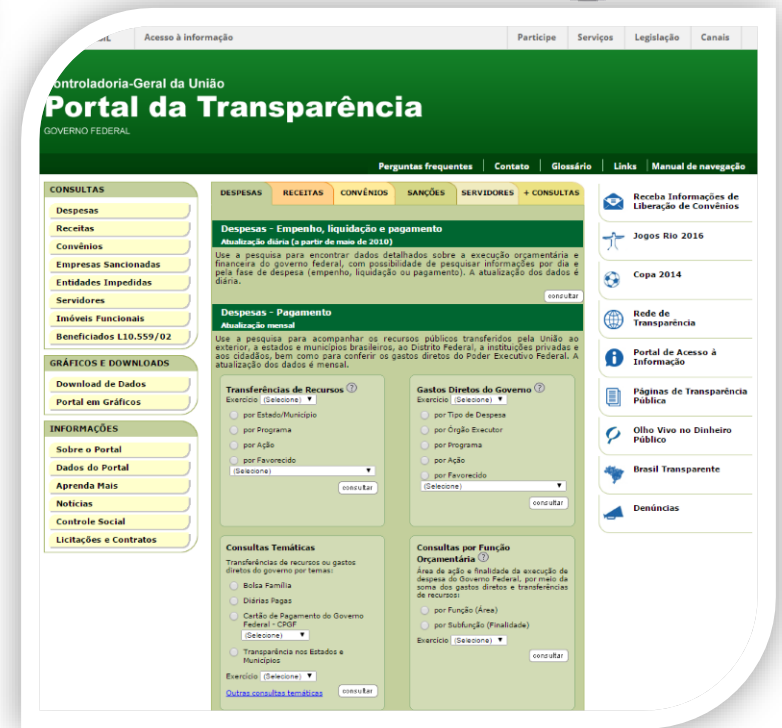 Acesso à informação
Participe
Serviços
Legislação
Canais
Controladoria-Geral da União
Portal da Transparência
GOVERNO FEDERAL
Perguntas frequentes
Contato
Glossário
Links
Manual de navegação
CONSULTAS
Despesas
Receitas
Convênios
Empresas Sancionadas
Entidades Impedidas
Servidores
Imóveis Funcionais
Beneficiados L10.559/02
GRÁFICOS E DOWNLOADS
Download de Dados
Portal em Gráficos
INFORMAÇÕES
Sobre o Portal
Dados do Portal
Aprenda Mais
Notícias
Controle Social
Licitações e Contratos
DESPESAS
RECEITAS
CONVÊNIOS
SANÇÕES
SERVIDORES
+ CONSULTAS
Despesas - Empenho, liquidação e pagamento
Atualização diária (a partir de maio de 2010)
Use a pesquisa para encontrar dados detalhados sobre a execução orçamentária e
financeira do governo federal, com possibilidade de pesquisar informações por dia e
pela fase de despesa (empenho, liquidação ou pagamento). A atualização dos dados é
diária.
consultar
Despesas - Pagamento
Atualização mensal
Use a pesquisa para acompanhar os recursos públicos transferidos pela União ao
exterior, a estados e municípios brasileiros, ao Distrito Federal, a instituições privadas e
aos cidadãos, bem como para conferir os gastos diretos do Poder Executivo Federal. A
atualização dos dados é mensal.
Transferências de Recursos ?
Exercício (Selecione)
por Estado/Município
por Programa
por Ação
por Favorecido
(Selecione)
consultar
Gastos Diretos do Governo ?
Exercício (Selecione)
por Tipo de Despesa
por Órgão Executor
por Programa
por Ação
por Favorecido
(Selecione)
consultar
Consultas Temáticas
Transferências de recursos ou gastos
diretos do governo por temas:
Bolsa Família
Diárias Pagas
Cartão de Pagamento do Governo
Federal - CPGF
(Selecione)
Transparência nos Estados e
Municípios
Exercício (Selecione)
Outras consultas temáticas
consultar
Consultas por Função
Orçamentária ?
Área de ação e finalidade da execução de
despesa do Governo Federal, por meio da
soma dos gastos diretos e transferências
de recursos:
por Função (Área)
por Subfunção (Finalidade)
Exercício (Selecione)
consultar
Receba Informações de
Liberação de Convênios
Jogos Rio 2016
Copa 2014
Rede de
Transparência
Portal de Acesso à
Informação
Páginas de Transparência
Pública
Olho Vivo no Dinheiro
Público
Brasil Transparente
Denúncias